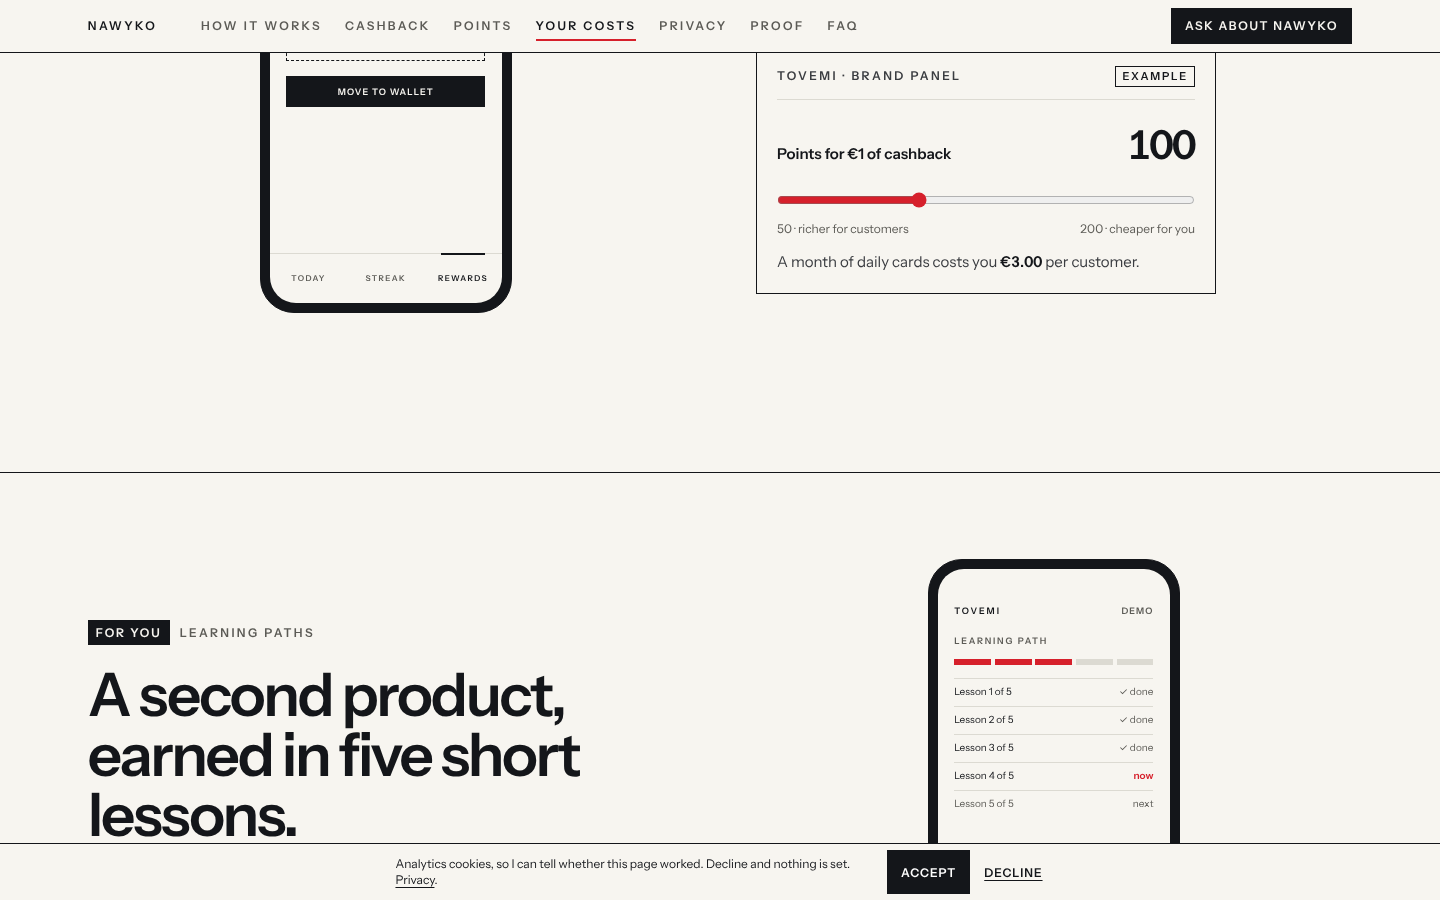 NAWYKO HOW IT WORKS CASHBACK POINTS YOUR COSTS PRIVACY PROOF FAQ ASK ABOUT NAWYKO
MOVE TO WALLET
TODAY STREAK REWARDS
TOVEMI · BRAND PANEL EXAMPLE
Points for €1 of cashback 100
50 · richer for customers 200 · cheaper for you
A month of daily cards costs you €3.00 per customer.
FOR YOU LEARNING PATHS
A second product,
earned in five short
lessons.
TOVEMI DEMO
LEARNING PATH
Lesson 1 of 5 ✓ done
Lesson 2 of 5 ✓ done
Lesson 3 of 5 ✓ done
Lesson 4 of 5 now
Lesson 5 of 5 next
Analytics cookies, so I can tell whether this page worked. Decline and nothing is set.
Privacy.
ACCEPT DECLINE